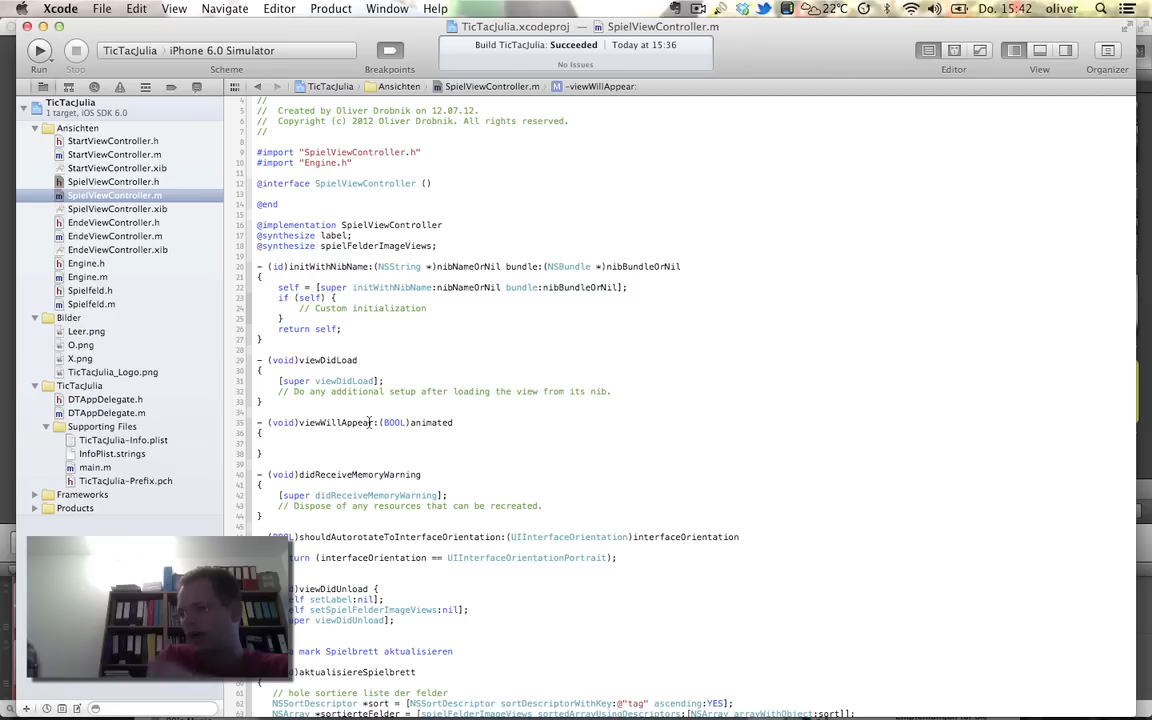 Xcode File Edit View Navigate Editor Product Window Help 22°C Do. 15:42 oliver
TicTacJulia.xcodeproj › SpielViewController.m
TicTacJulia › iPhone 6.0 Simulator
Build TicTacJulia: Succeeded Today at 15:36
No Issues
Run Stop Scheme Breakpoints Editor View Organizer
TicTacJulia › Ansichten › SpielViewController.m › -viewWillAppear:
TicTacJulia
1 target, iOS SDK 6.0
Ansichten
StartViewController.h
StartViewController.m
StartViewController.xib
SpielViewController.h
SpielViewController.m
SpielViewController.xib
EndeViewController.h
EndeViewController.m
EndeViewController.xib
Engine.h
Engine.m
Spielfeld.h
Spielfeld.m
Bilder
Leer.png
O.png
X.png
TicTacJulia_Logo.png
TicTacJulia
DTAppDelegate.h
DTAppDelegate.m
Supporting Files
TicTacJulia-Info.plist
InfoPlist.strings
main.m
TicTacJulia-Prefix.pch
Frameworks
Products
//
// Created by Oliver Drobnik on 12.07.12.
// Copyright (c) 2012 Oliver Drobnik. All rights reserved.
//
#import "SpielViewController.h"
#import "Engine.h"
@interface SpielViewController ()
@end
@implementation SpielViewController
@synthesize label;
@synthesize spielFelderImageViews;
- (id)initWithNibName:(NSString *)nibNameOrNil bundle:(NSBundle *)nibBundleOrNil
{
self = [super initWithNibName:nibNameOrNil bundle:nibBundleOrNil];
if (self) {
// Custom initialization
}
return self;
}
- (void)viewDidLoad
{
[super viewDidLoad];
// Do any additional setup after loading the view from its nib.
}
- (void)viewWillAppear:(BOOL)animated
{
}
- (void)didReceiveMemoryWarning
{
[super didReceiveMemoryWarning];
// Dispose of any resources that can be recreated.
}
shouldAutorotateToInterfaceOrientation:(UIInterfaceOrientation)interfaceOrientation
(interfaceOrientation == UIInterfaceOrientationPortrait);
viewDidUnload {
setLabel:nil];
setSpielFelderImageViews:nil];
viewDidUnload];
mark Spielbrett aktualisieren
aktualisiereSpielbrett
{
// hole sortiere liste der felder
NSSortDescriptor *sort = [NSSortDescriptor sortDescriptorWithKey:@"tag" ascending:YES];
NSArray *sortierteFelder = [spielFelderImageViews sortedArrayUsingDescriptors:[NSArray arrayWithObject:sort]];